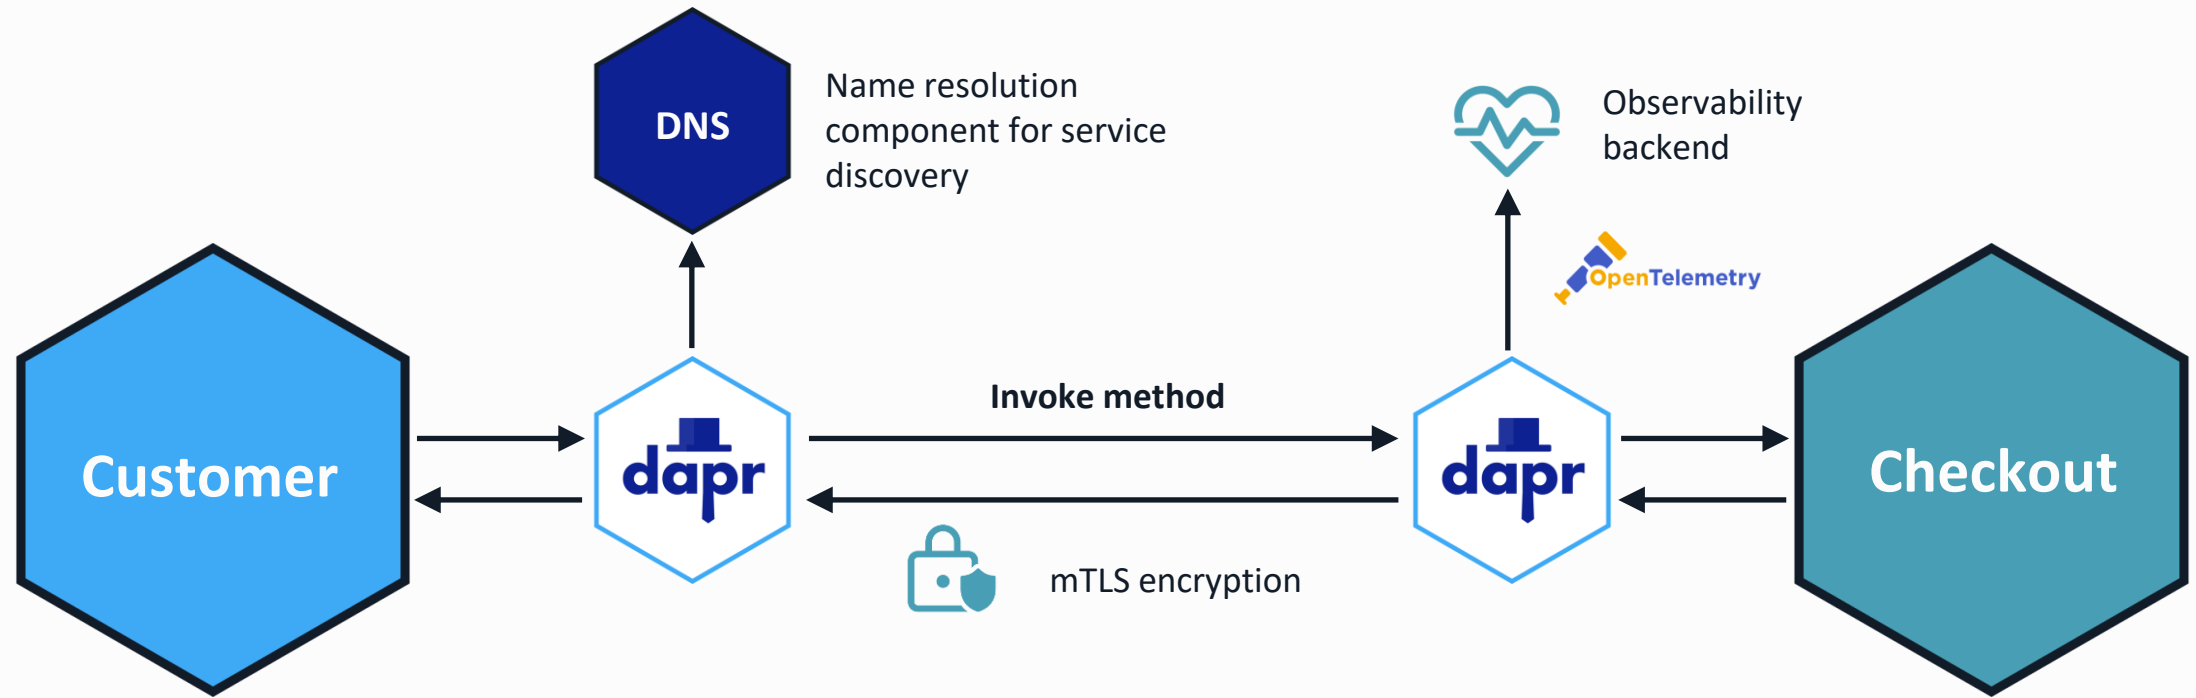 DNS
Name resolution
component for service
discovery
Observability
backend
OpenTelemetry
Customer
dapr
Invoke method
dapr
Checkout
mTLS encryption